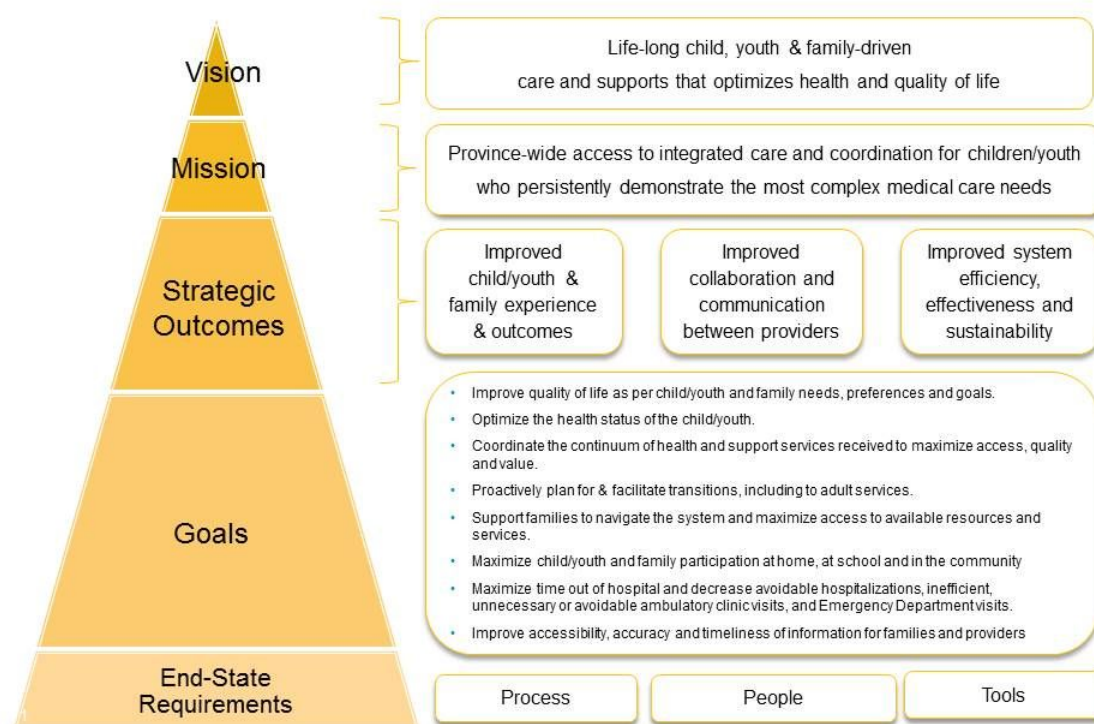 Vision
Life-long child, youth & family-driven
care and supports that optimizes health and quality of life
Mission
Province-wide access to integrated care and coordination for children/youth
who persistently demonstrate the most complex medical care needs
Strategic
Outcomes
Improved
child/youth &
family experience
& outcomes
Improved
collaboration and
communication
between providers
Improved system
efficiency,
effectiveness and
sustainability
Goals
• Improve quality of life as per child/youth and family needs, preferences and goals.
• Optimize the health status of the child/youth.
• Coordinate the continuum of health and support services received to maximize access, quality
and value.
• Proactively plan for & facilitate transitions, including to adult services.
• Support families to navigate the system and maximize access to available resources and
services.
• Maximize child/youth and family participation at home, at school and in the community
• Maximize time out of hospital and decrease avoidable hospitalizations, inefficient,
unnecessary or avoidable ambulatory clinic visits, and Emergency Department visits.
• Improve accessibility, accuracy and timeliness of information for families and providers
End-State
Requirements
Process
People
Tools